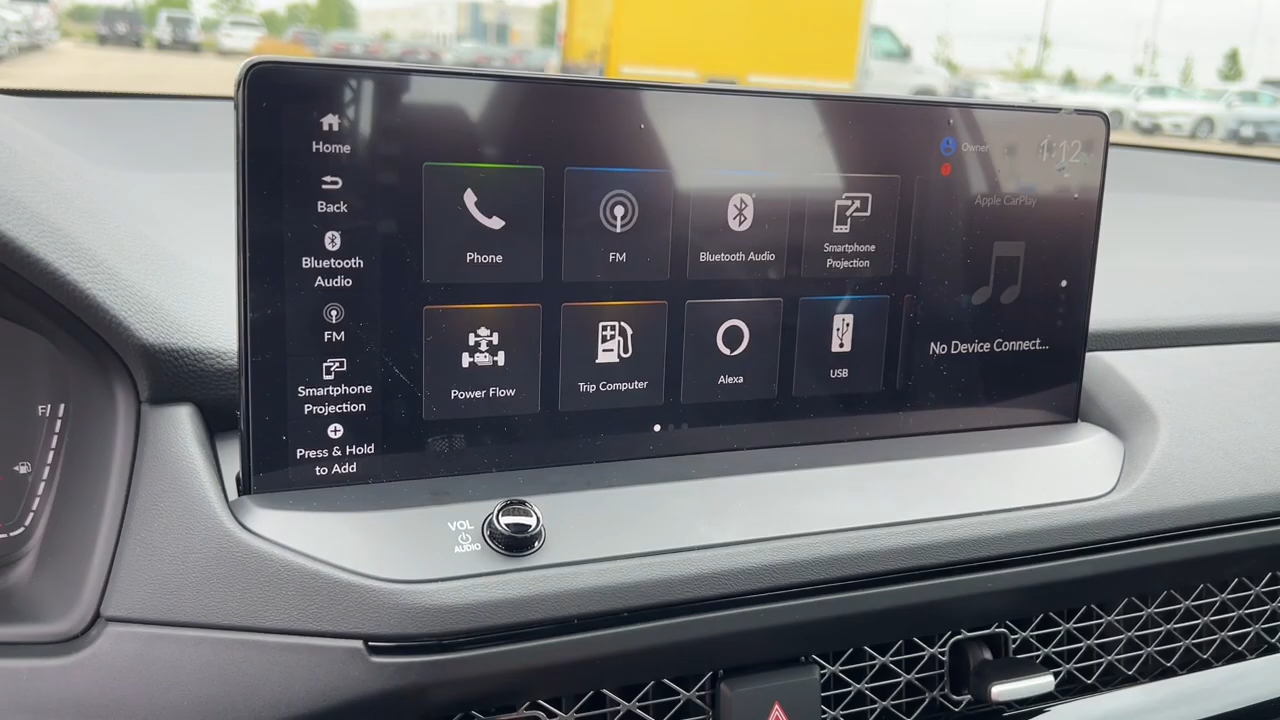 Home
Back
Bluetooth
Audio
FM
Smartphone
Projection
Press & Hold
to Add
Phone
FM
Bluetooth Audio
Smartphone
Projection
Power Flow
Trip Computer
Alexa
USB
Owner
1:12
Apple CarPlay
No Device Connect...
VOL
AUDIO
F